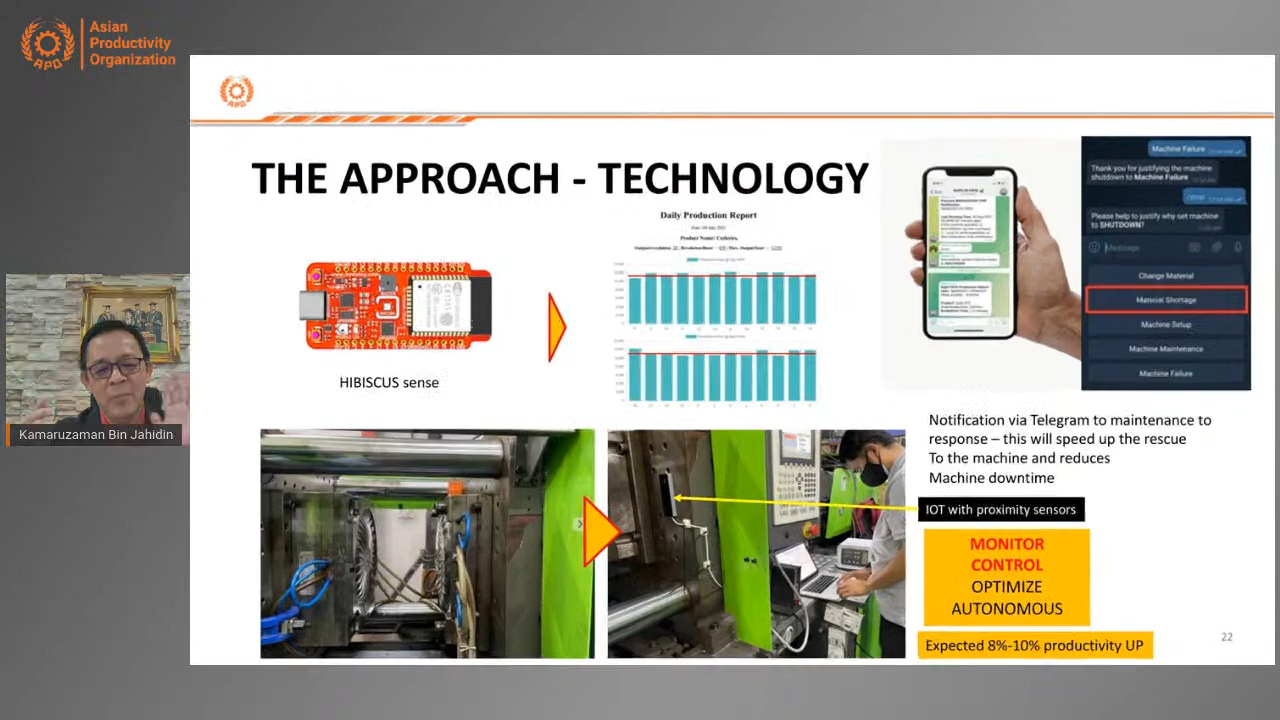 Asian
Productivity
Organization
APO
APO
THE APPROACH - TECHNOLOGY
Daily Production Report
Machine Failure
Thank you for justifying the machine
shutdown to Machine Failure
Please help to justify why set machine
to SHUTDOWN?
Message
Change Material
Material Shortage
Machine Setup
Machine Maintenance
Machine Failure
HIBISCUS sense
Notification via Telegram to maintenance to
response – this will speed up the rescue
To the machine and reduces
Machine downtime
Kamaruzaman Bin Jahidin
IOT with proximity sensors
MONITOR
CONTROL
OPTIMIZE
AUTONOMOUS
Expected 8%-10% productivity UP
22